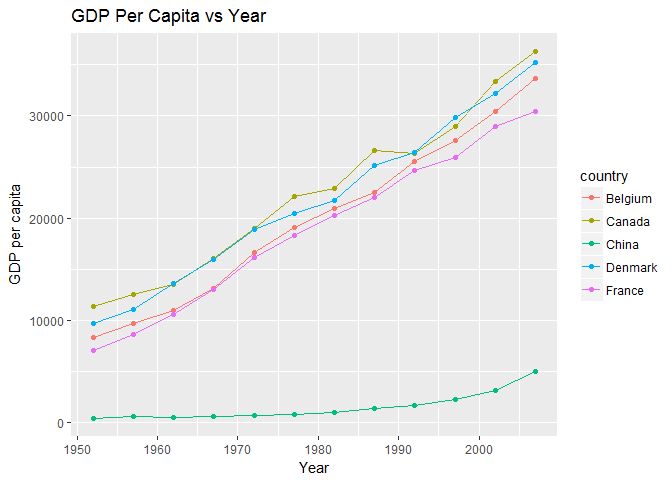 GDP Per Capita vs Year
GDP per capita
30000
20000
10000
0
1950
1960
1970
1980
1990
2000
Year
country
Belgium
Canada
China
Denmark
France